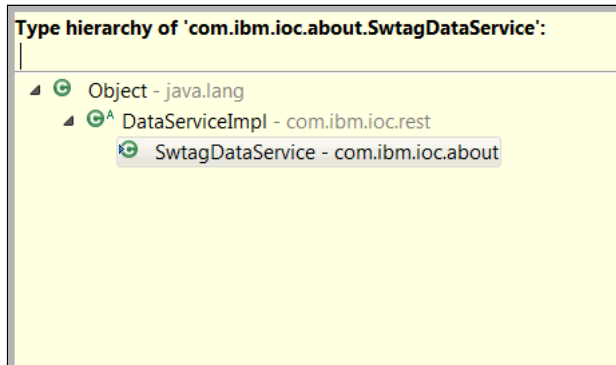 Type hierarchy of 'com.ibm.ioc.about.SwtagDataService':
Object - java.lang
DataServiceImpl - com.ibm.ioc.rest
SwtagDataService - com.ibm.ioc.about